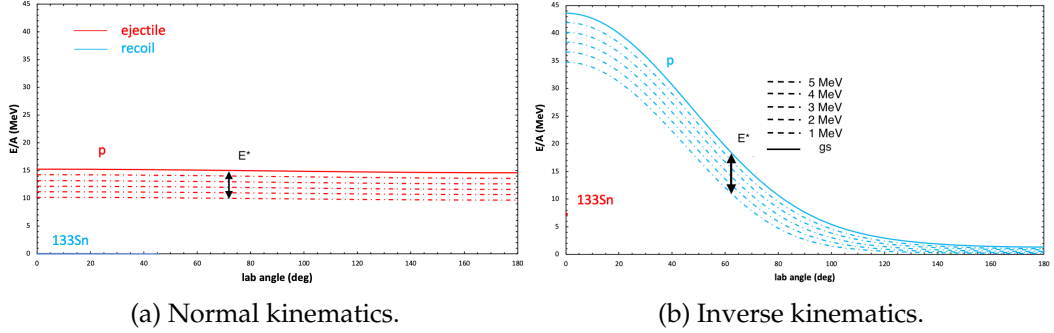 45
40
35
30
25
20
15
10
5
0
E/A (MeV)
ejectile
recoil
p
E*
133Sn
0 20 40 60 80 100 120 140 160 180
lab angle (deg)
(a) Normal kinematics.
45
40
35
30
25
20
15
10
5
0
E/A (MeV)
p
5 MeV
4 MeV
3 MeV
2 MeV
1 MeV
gs
E*
133Sn
0 20 40 60 80 100 120 140 160 180
lab angle (deg)
(b) Inverse kinematics.